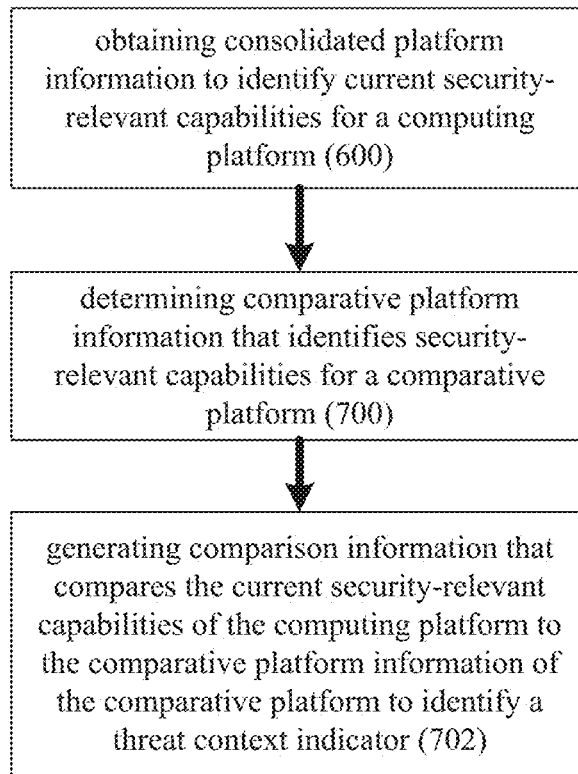 obtaining consolidated platform
information to identify current security-
relevant capabilities for a computing
platform (600)
determining comparative platform
information that identifies security-
relevant capabilities for a comparative
platform (700)
generating comparison information that
compares the current security-relevant
capabilities of the computing platform to
the comparative platform information of
the comparative platform to identify a
threat context indicator (702)